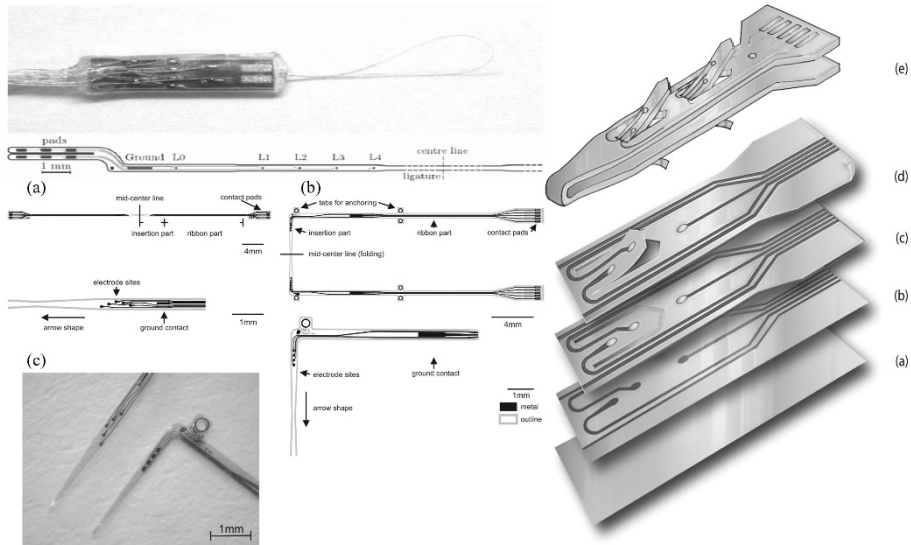 pads
Ground L0 L1 L2 L3 L4
centre line
1 mm
ligature
(a)
mid-center line
contact pads
insertion part
ribbon part
4mm
electrode sites
arrow shape
ground contact
1mm
(b)
tabs for anchoring
insertion part
ribbon part
contact pads
mid-center line (folding)
4mm
electrode sites
ground contact
arrow shape
1mm
metal
outline
(c)
1mm
(e)
(d)
(c)
(b)
(a)